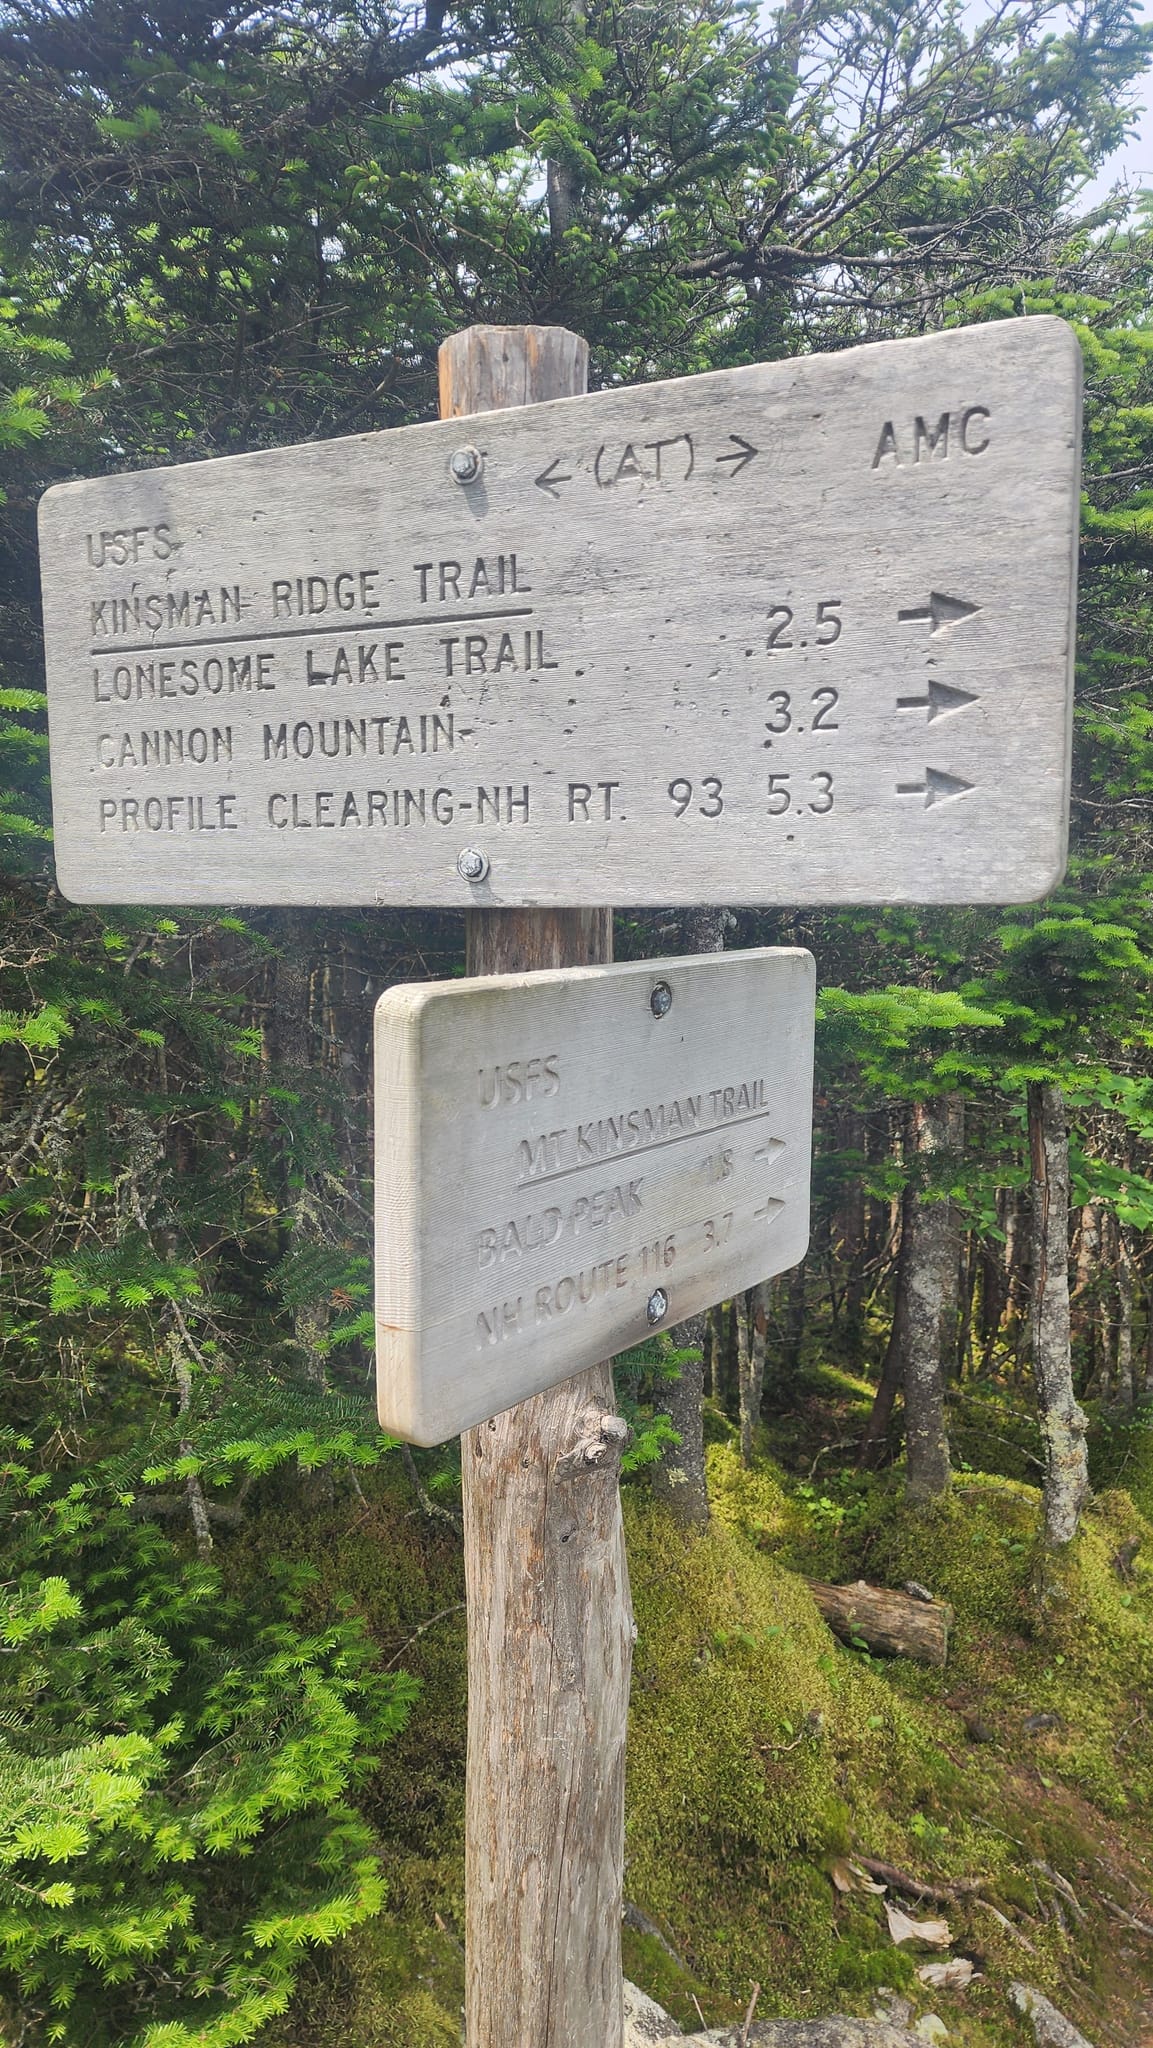 ← (AT) → AMC
USFS
KINSMAN RIDGE TRAIL
LONESOME LAKE TRAIL 2.5 →
CANNON MOUNTAIN 3.2 →
PROFILE CLEARING-NH RT. 93 5.3 →
USFS
MT KINSMAN TRAIL
BALD PEAK 1.8 →
NH ROUTE 116 3.7 →